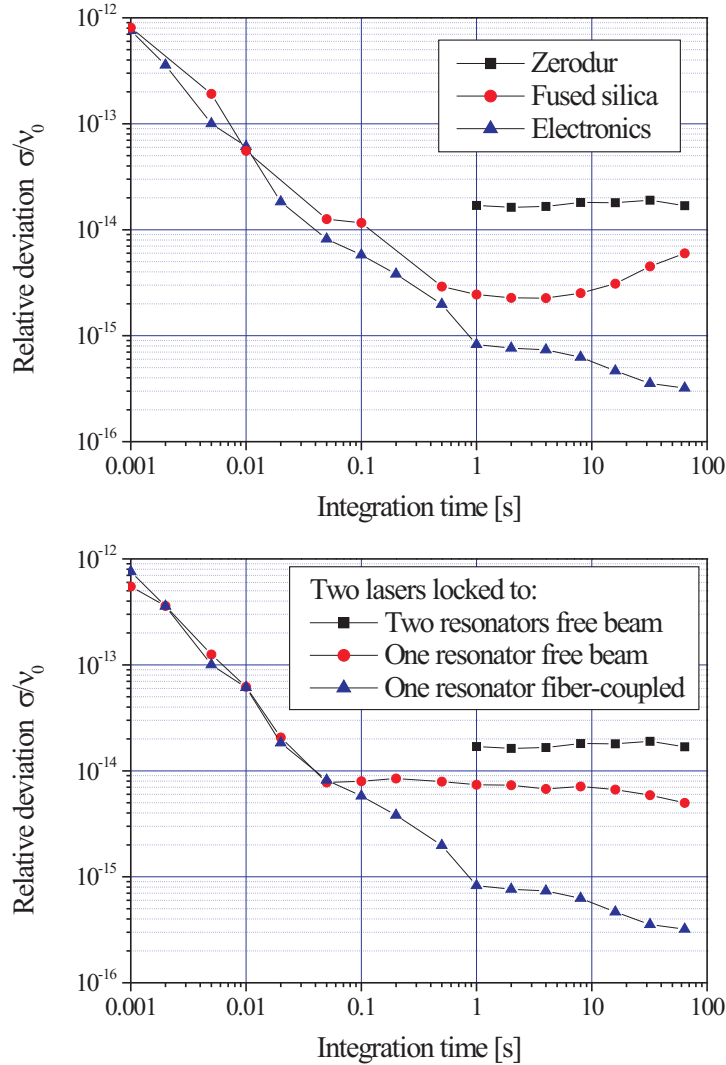 10⁻¹²
10⁻¹³
10⁻¹⁴
10⁻¹⁵
10⁻¹⁶
Relative deviation σ/ν₀
Zerodur
Fused silica
Electronics
0.001 0.01 0.1 1 10 100
Integration time [s]
10⁻¹²
10⁻¹³
10⁻¹⁴
10⁻¹⁵
10⁻¹⁶
Relative deviation σ/ν₀
Two lasers locked to:
Two resonators free beam
One resonator free beam
One resonator fiber-coupled
0.001 0.01 0.1 1 10 100
Integration time [s]